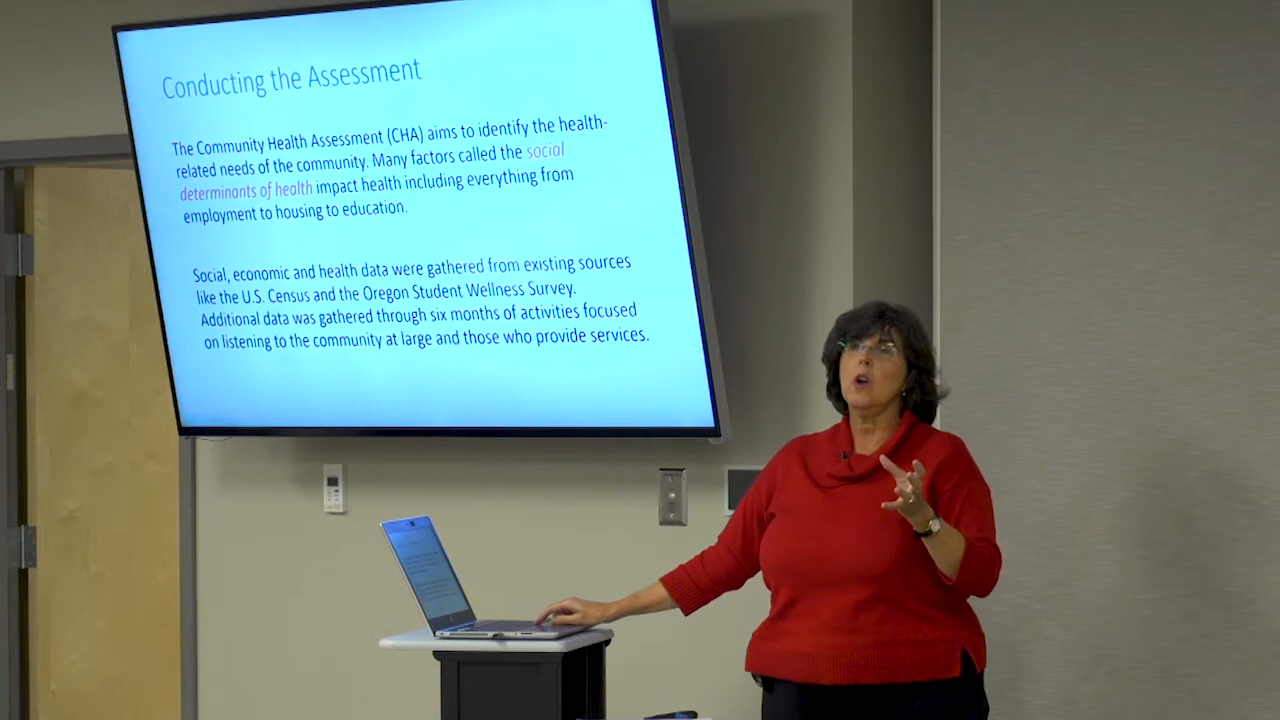 Conducting the Assessment
The Community Health Assessment (CHA) aims to identify the health-
related needs of the community. Many factors called the social
determinants of health impact health including everything from
employment to housing to education.
Social, economic and health data were gathered from existing sources
like the U.S. Census and the Oregon Student Wellness Survey.
Additional data was gathered through six months of activities focused
on listening to the community at large and those who provide services.